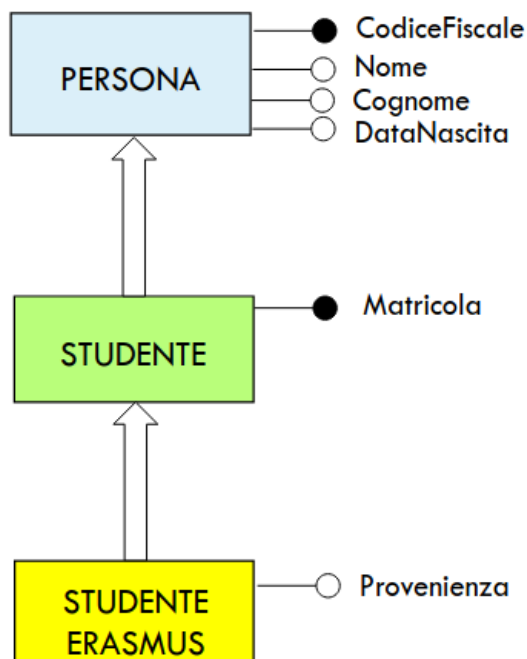 CodiceFiscale
PERSONA
Nome
Cognome
DataNascita
Matricola
STUDENTE
Provenienza
STUDENTE
ERASMUS